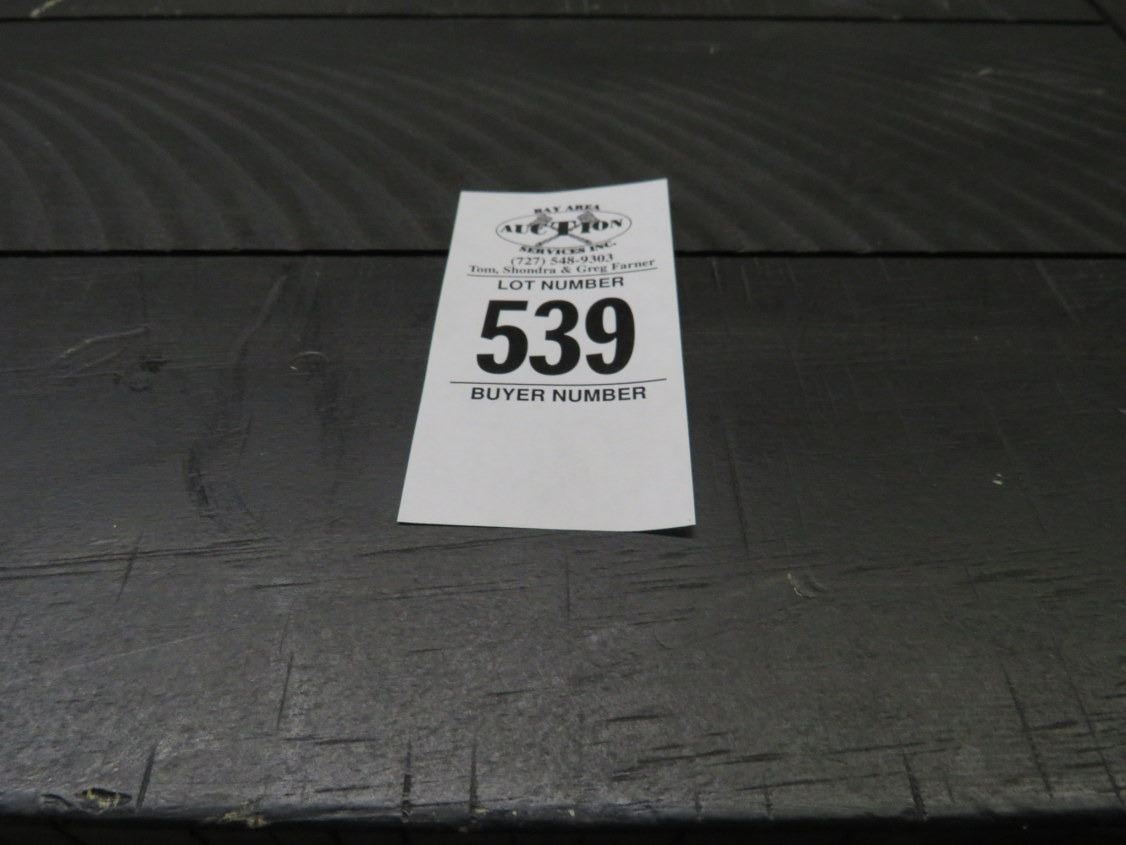 BAY AREA
AUCTION
SERVICES INC.
(727) 548-9303
Tom, Shondra & Greg Farner
LOT NUMBER
539
BUYER NUMBER